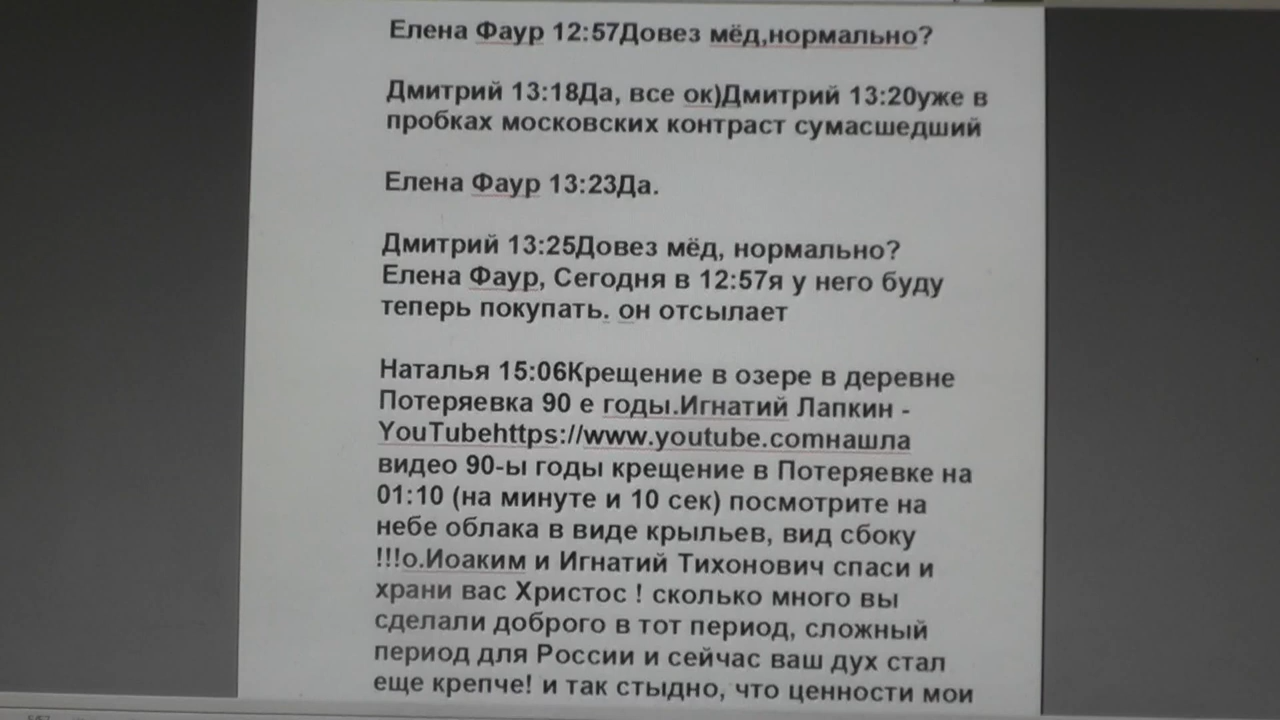 Елена Фаур 12:57Довез мёд,нормально?
Дмитрий 13:18Да, все ок)Дмитрий 13:20уже в
пробках московских контраст сумасшедший
Елена Фаур 13:23Да.
Дмитрий 13:25Довез мёд, нормально?
Елена Фаур, Сегодня в 12:57я у него буду
теперь покупать. он отсылает
Наталья 15:06Крещение в озере в деревне
Потеряевка 90 е годы.Игнатий Лапкин -
YouTubehttps://www.youtube.comнашла
видео 90-ы годы крещение в Потеряевке на
01:10 (на минуте и 10 сек) посмотрите на
небе облака в виде крыльев, вид сбоку
!!!о.Иоаким и Игнатий Тихонович спаси и
храни вас Христос ! сколько много вы
сделали доброго в тот период, сложный
период для России и сейчас ваш дух стал
еще крепче! и так стыдно, что ценности мои